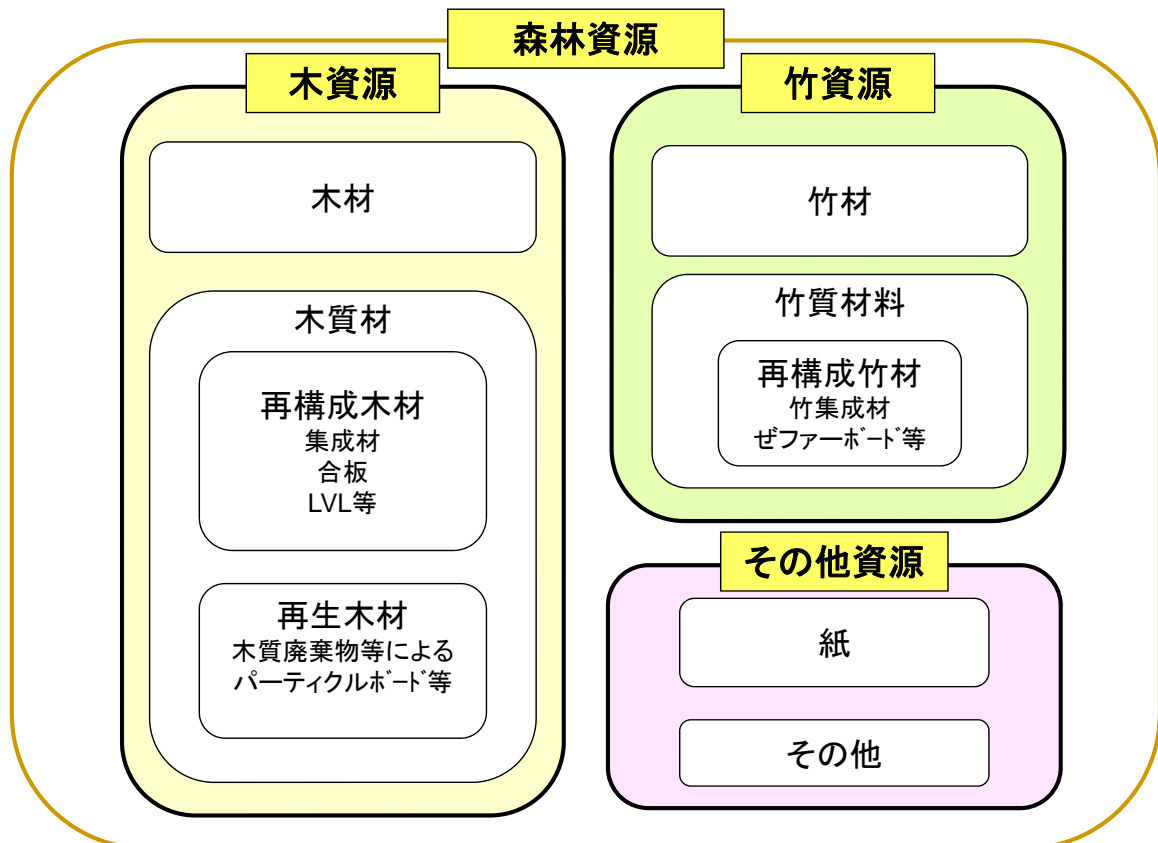 森林資源
木資源
木材
木質材
再構成木材
集成材
合板
LVL等
再生木材
木質廃棄物等による
パーティクルボード等
竹資源
竹材
竹質材料
再構成竹材
竹集成材
ぜファーボード等
その他資源
紙
その他